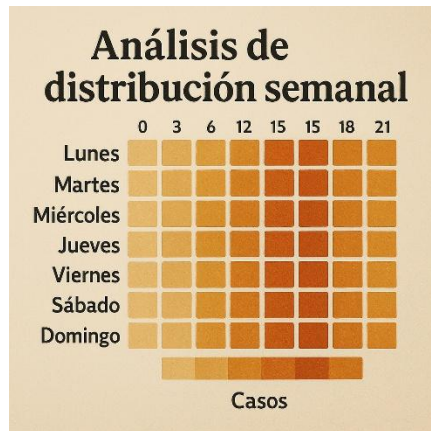 Análisis de
distribución semanal
0 3 6 12 15 15 18 21
Lunes
Martes
Miércoles
Jueves
Viernes
Sábado
Domingo
Casos